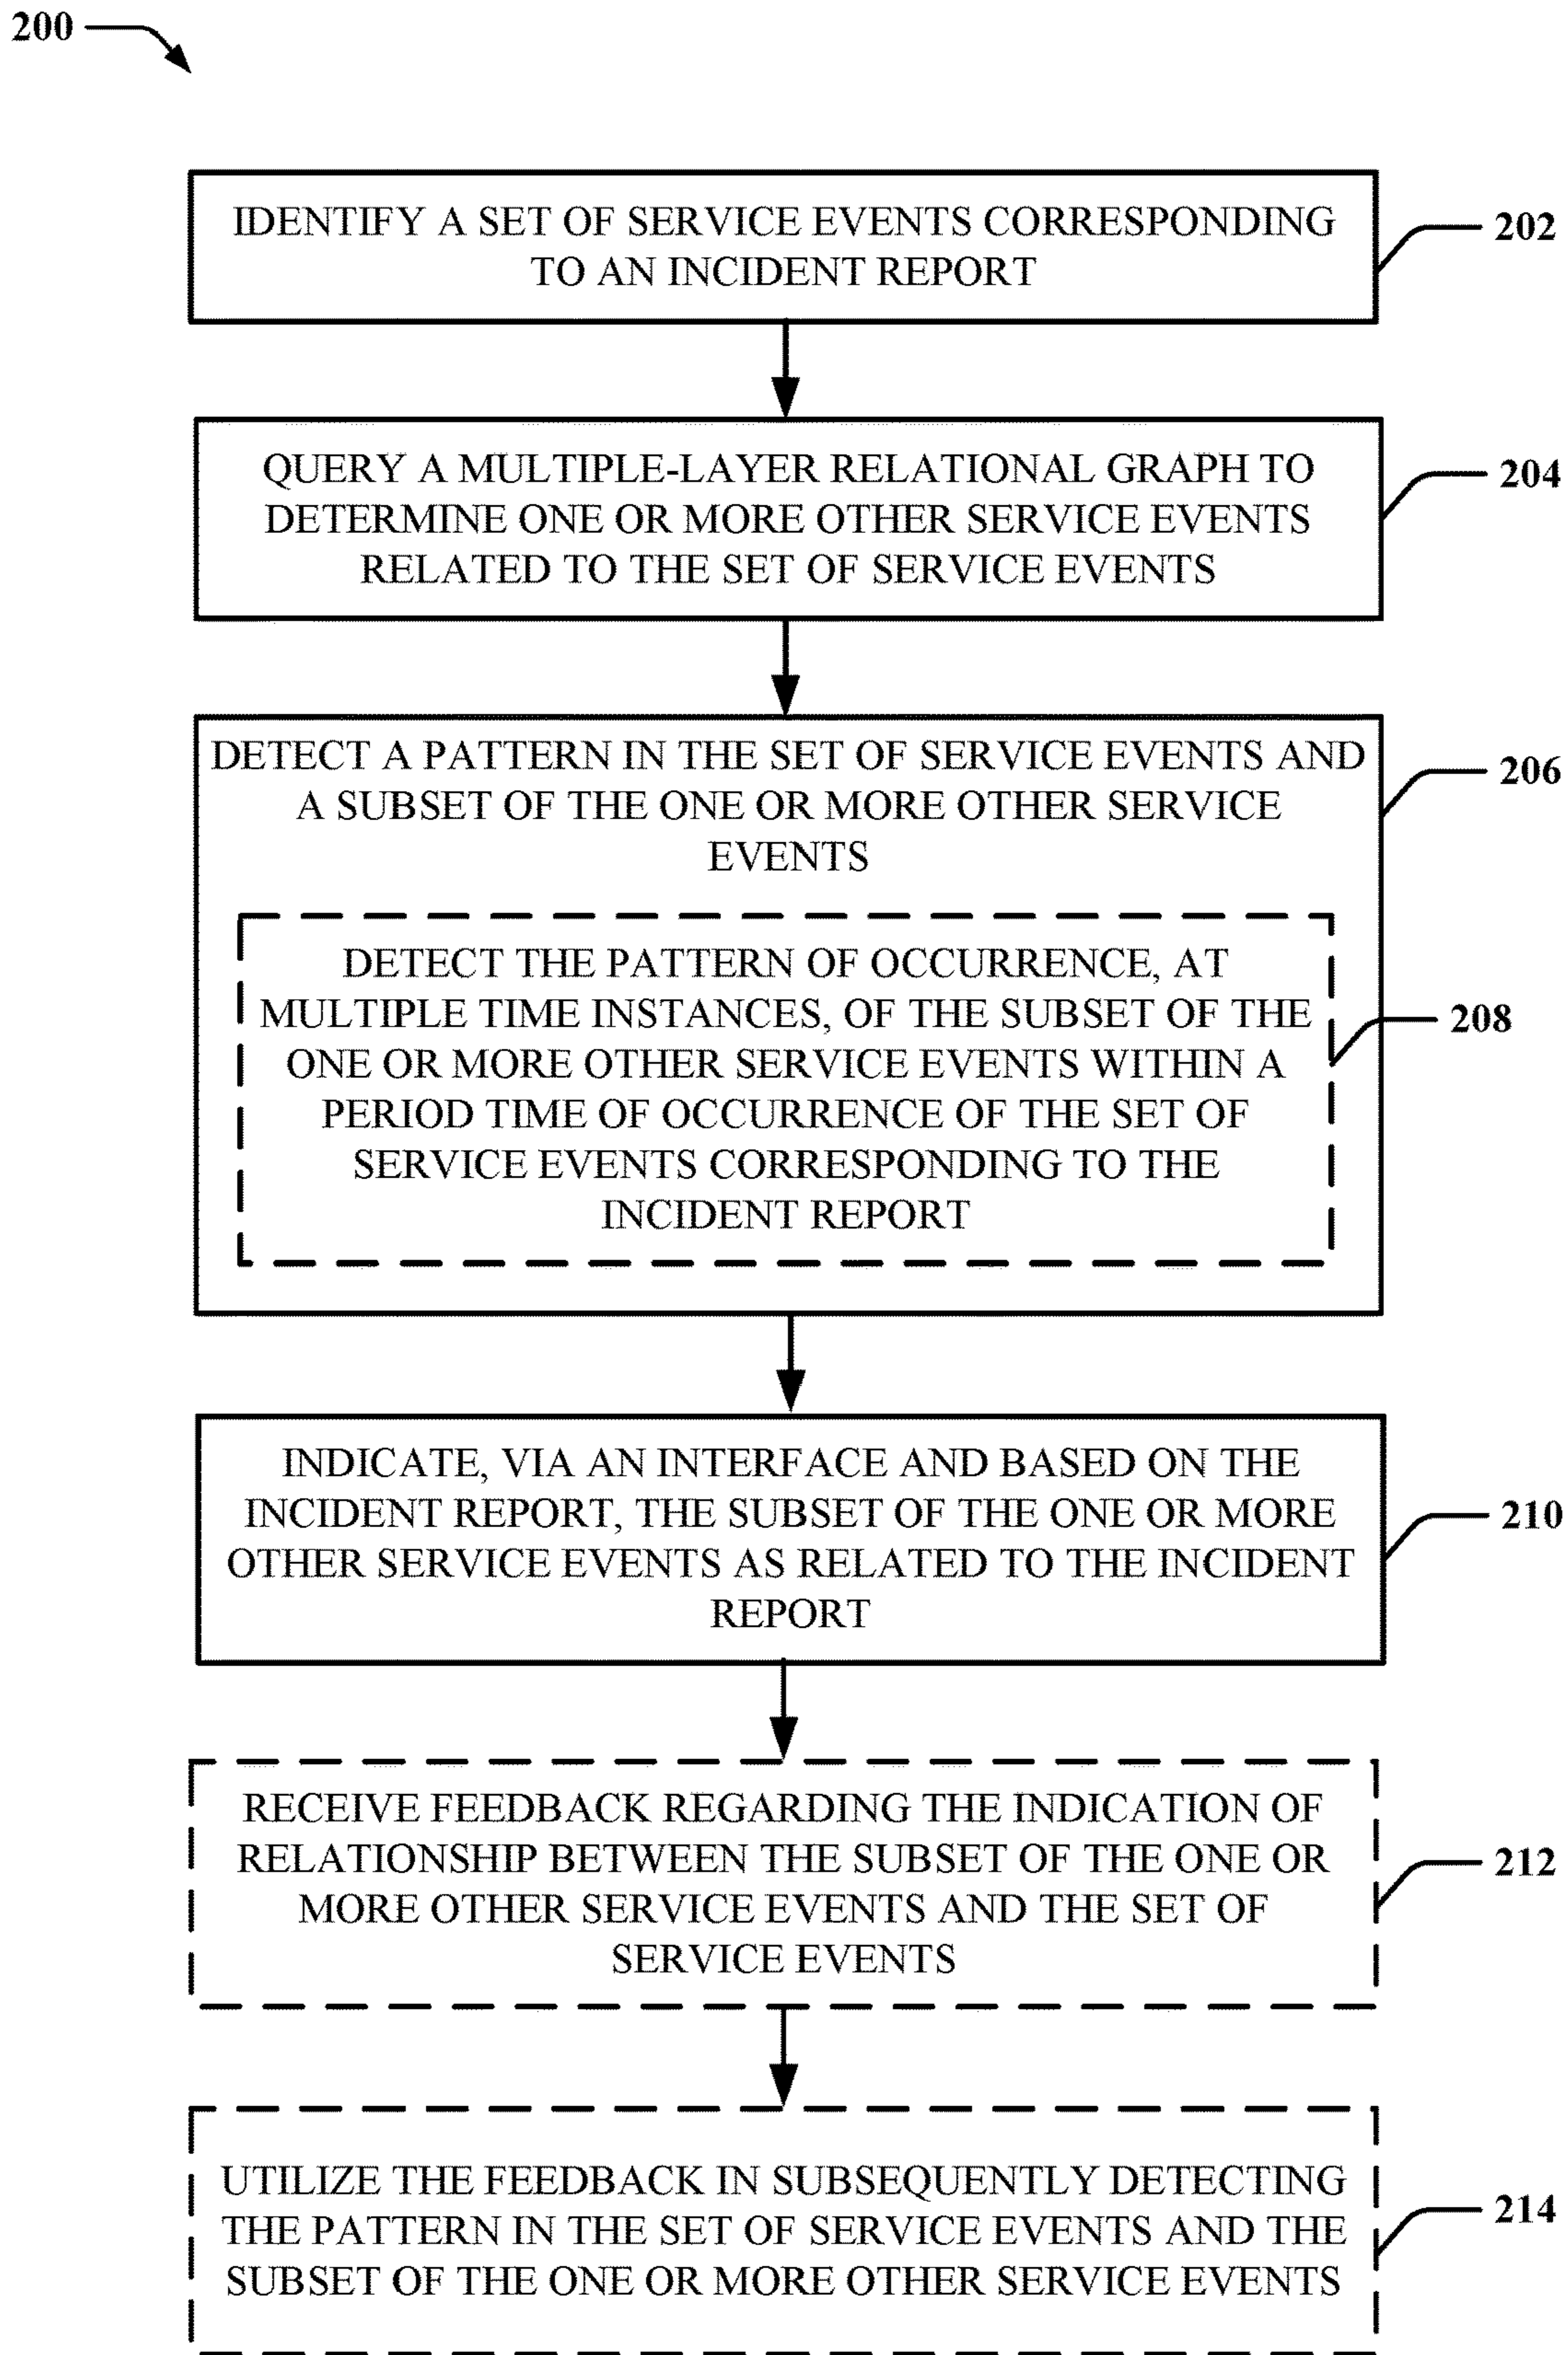 200
IDENTIFY A SET OF SERVICE EVENTS CORRESPONDING
TO AN INCIDENT REPORT
202
QUERY A MULTIPLE-LAYER RELATIONAL GRAPH TO
DETERMINE ONE OR MORE OTHER SERVICE EVENTS
RELATED TO THE SET OF SERVICE EVENTS
204
DETECT A PATTERN IN THE SET OF SERVICE EVENTS AND
A SUBSET OF THE ONE OR MORE OTHER SERVICE
EVENTS
206
DETECT THE PATTERN OF OCCURRENCE, AT
MULTIPLE TIME INSTANCES, OF THE SUBSET OF THE
ONE OR MORE OTHER SERVICE EVENTS WITHIN A
PERIOD TIME OF OCCURRENCE OF THE SET OF
SERVICE EVENTS CORRESPONDING TO THE
INCIDENT REPORT
208
INDICATE, VIA AN INTERFACE AND BASED ON THE
INCIDENT REPORT, THE SUBSET OF THE ONE OR MORE
OTHER SERVICE EVENTS AS RELATED TO THE INCIDENT
REPORT
210
RECEIVE FEEDBACK REGARDING THE INDICATION OF
RELATIONSHIP BETWEEN THE SUBSET OF THE ONE OR
MORE OTHER SERVICE EVENTS AND THE SET OF
SERVICE EVENTS
212
UTILIZE THE FEEDBACK IN SUBSEQUENTLY DETECTING
THE PATTERN IN THE SET OF SERVICE EVENTS AND THE
SUBSET OF THE ONE OR MORE OTHER SERVICE EVENTS
214